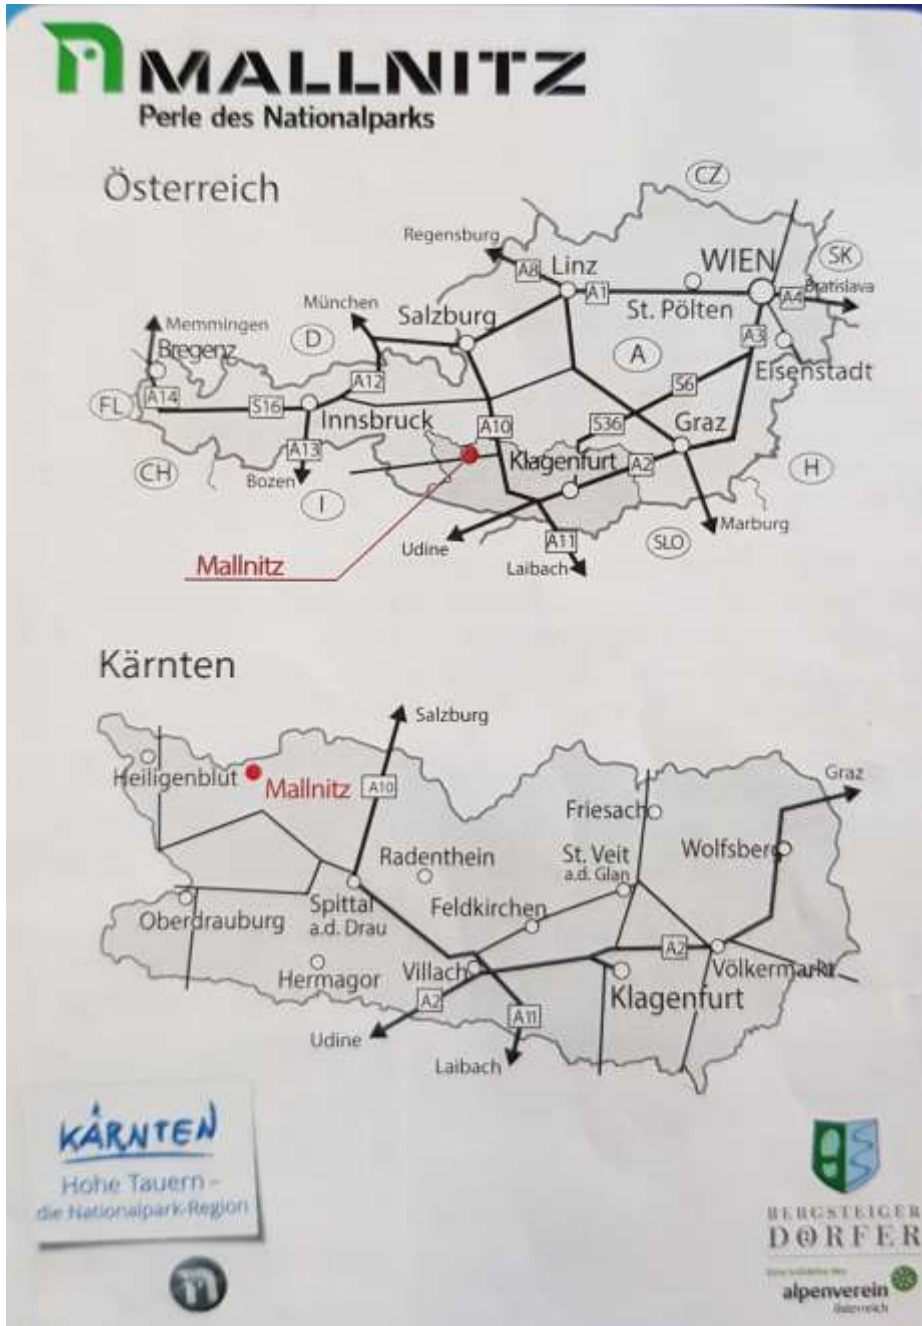 MALLNITZ
Perle des Nationalparks
Österreich
CZ
Regensburg
A8
Linz
WIEN
SK
A1
St. Pölten
A4
Bratislava
München
Salzburg
Memmingen
D
Bregenz
A
A3
Eisenstadt
A12
S6
FL
A14
S16
Innsbruck
A10
S36
Graz
A13
Klagenfurt
A2
CH
Bozen
I
H
Udine
A11
SLO
Marburg
Mallnitz
Laibach
Kärnten
Salzburg
Heiligenblut
Mallnitz
A10
Graz
Friesach
Radenthein
St. Veit
a.d. Glan
Wolfsberg
Oberdrauburg
Spittal
a.d. Drau
Feldkirchen
Hermagor
Villach
A2
Völkermarkt
A2
Klagenfurt
A11
Udine
Laibach
KÄRNTEN
Hohe Tauern –
die Nationalpark-Region
BERGSTEIGER
DÖRFER
Eine Initiative des
alpenverein
österreich